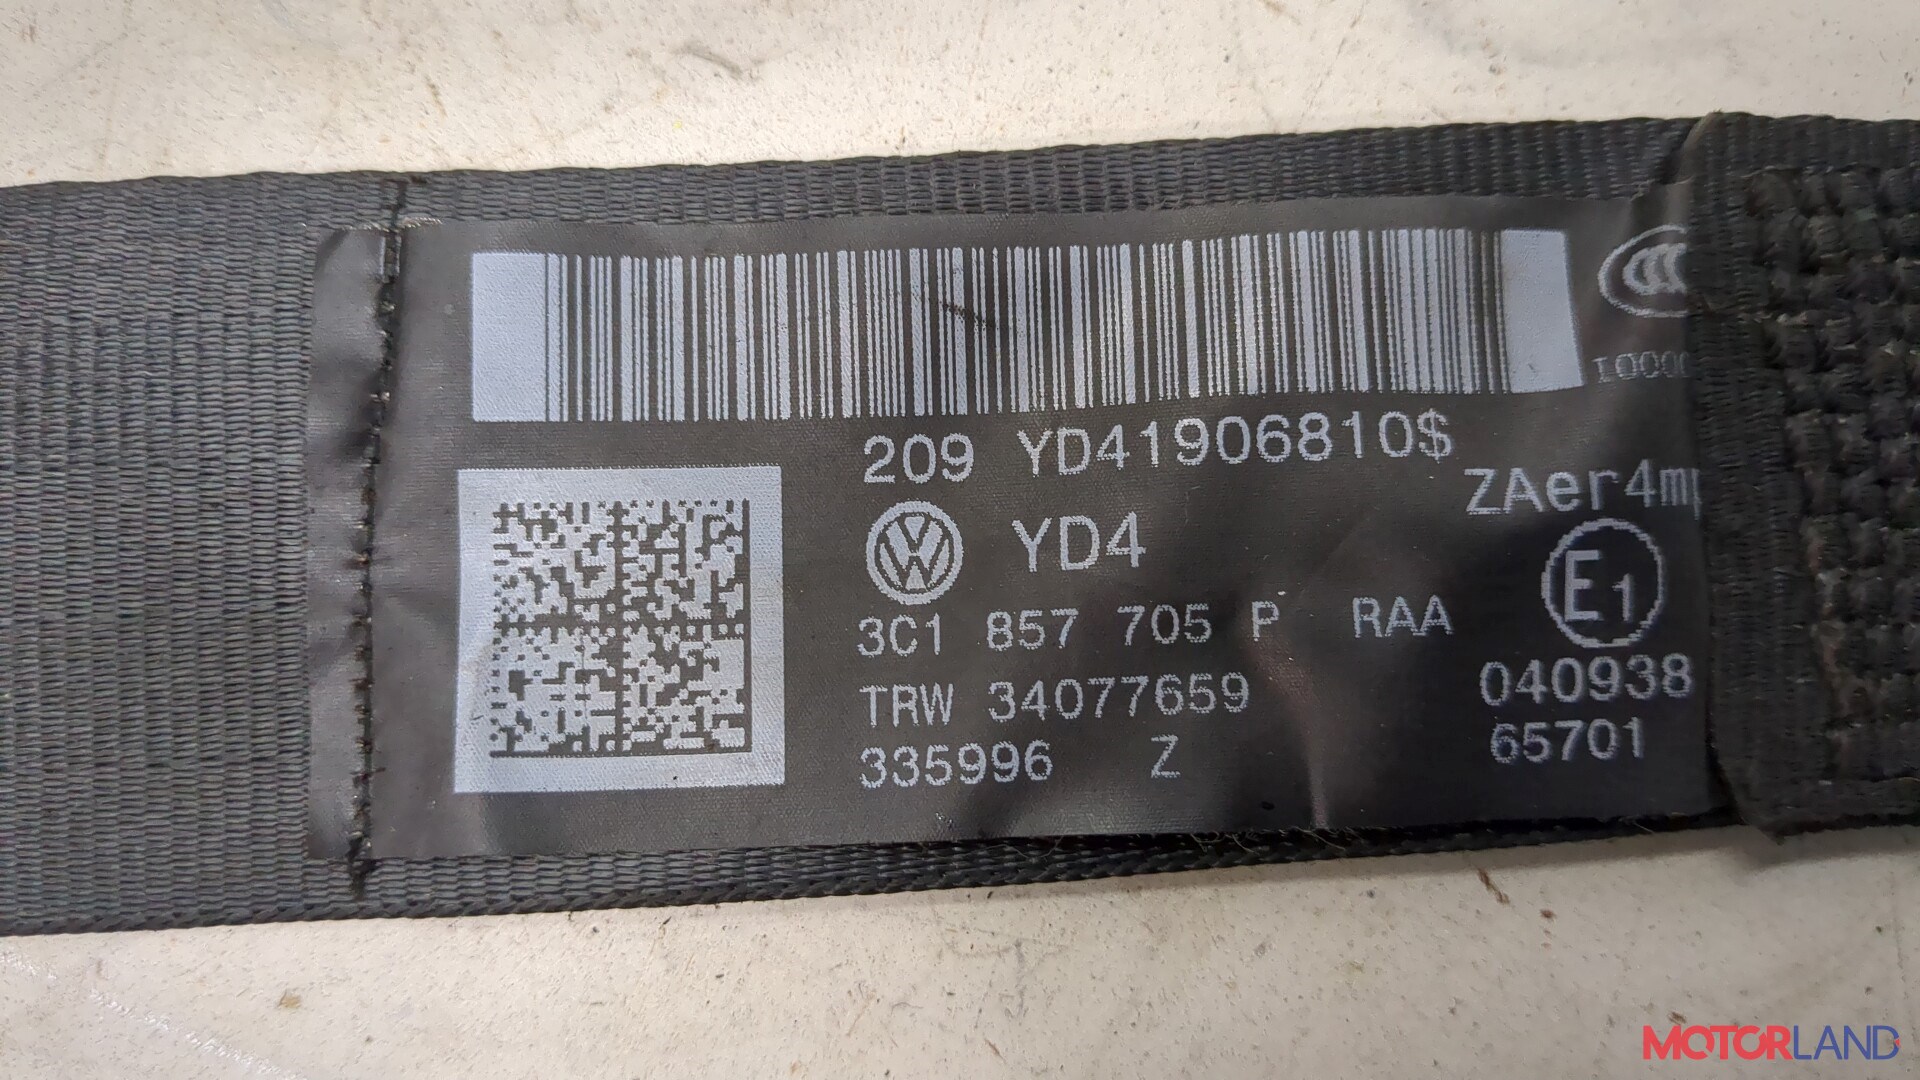 209 YD41906810$
ZAer4m
YD4
E1
3C1 857 705 P RAA
TRW 34077659
040938
335996 Z
65701
MOTORLAND